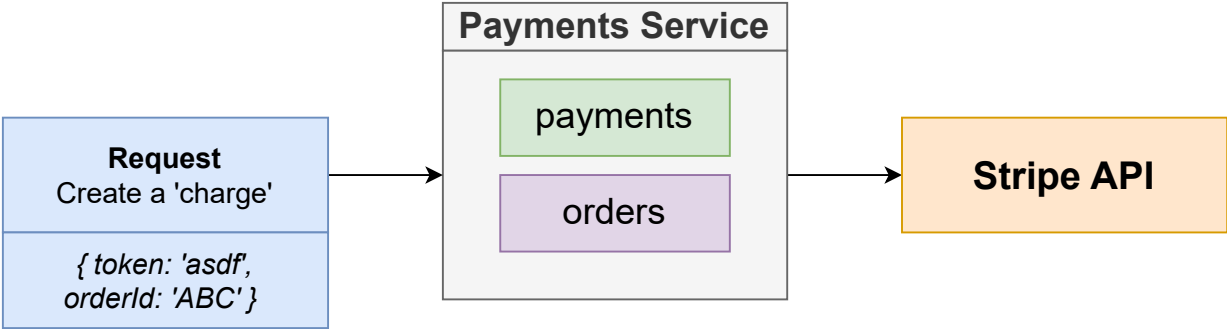 Payments Service
payments
orders
Request
Create a 'charge'
{ token: 'asdf',
orderId: 'ABC' }
Stripe API